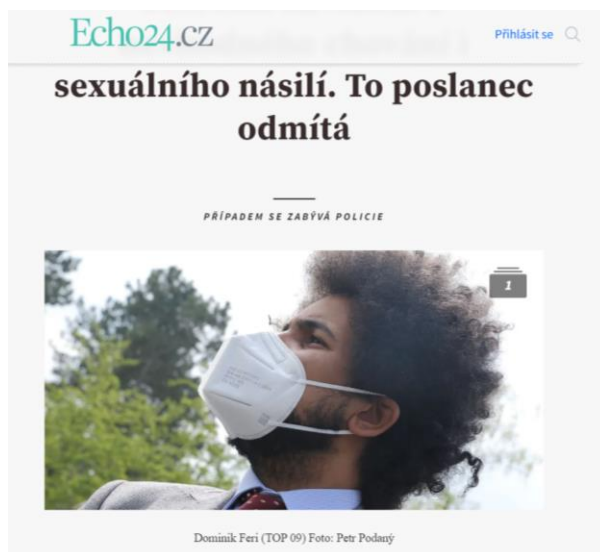 Echo24.cz
Přihlásit se
sexuálního násilí. To poslanec
odmítá
PŘÍPADEM SE ZABÝVÁ POLICIE
1
Dominik Feri (TOP 09) Foto: Petr Podaný